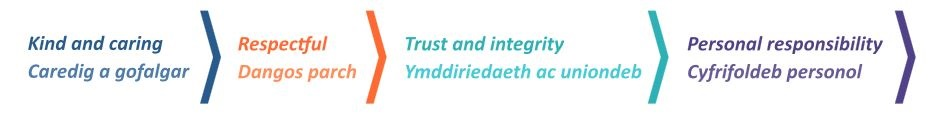 Kind and caring
Caredig a gofalgar
Respectful
Dangos parch
Trust and integrity
Ymddiriedaeth ac uniondeb
Personal responsibility
Cyfrifoldeb personol